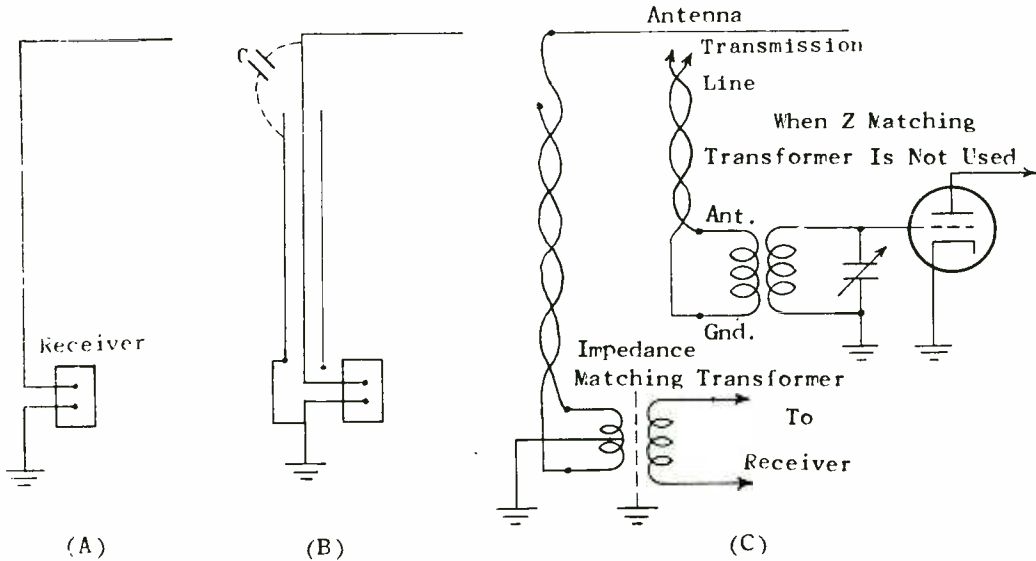 Antenna
Transmission
Line
When Z Matching
Transformer Is Not Used
C
Ant.
Gnd.
Receiver
Impedance
Matching Transformer
To
Receiver
(A)
(B)
(C)